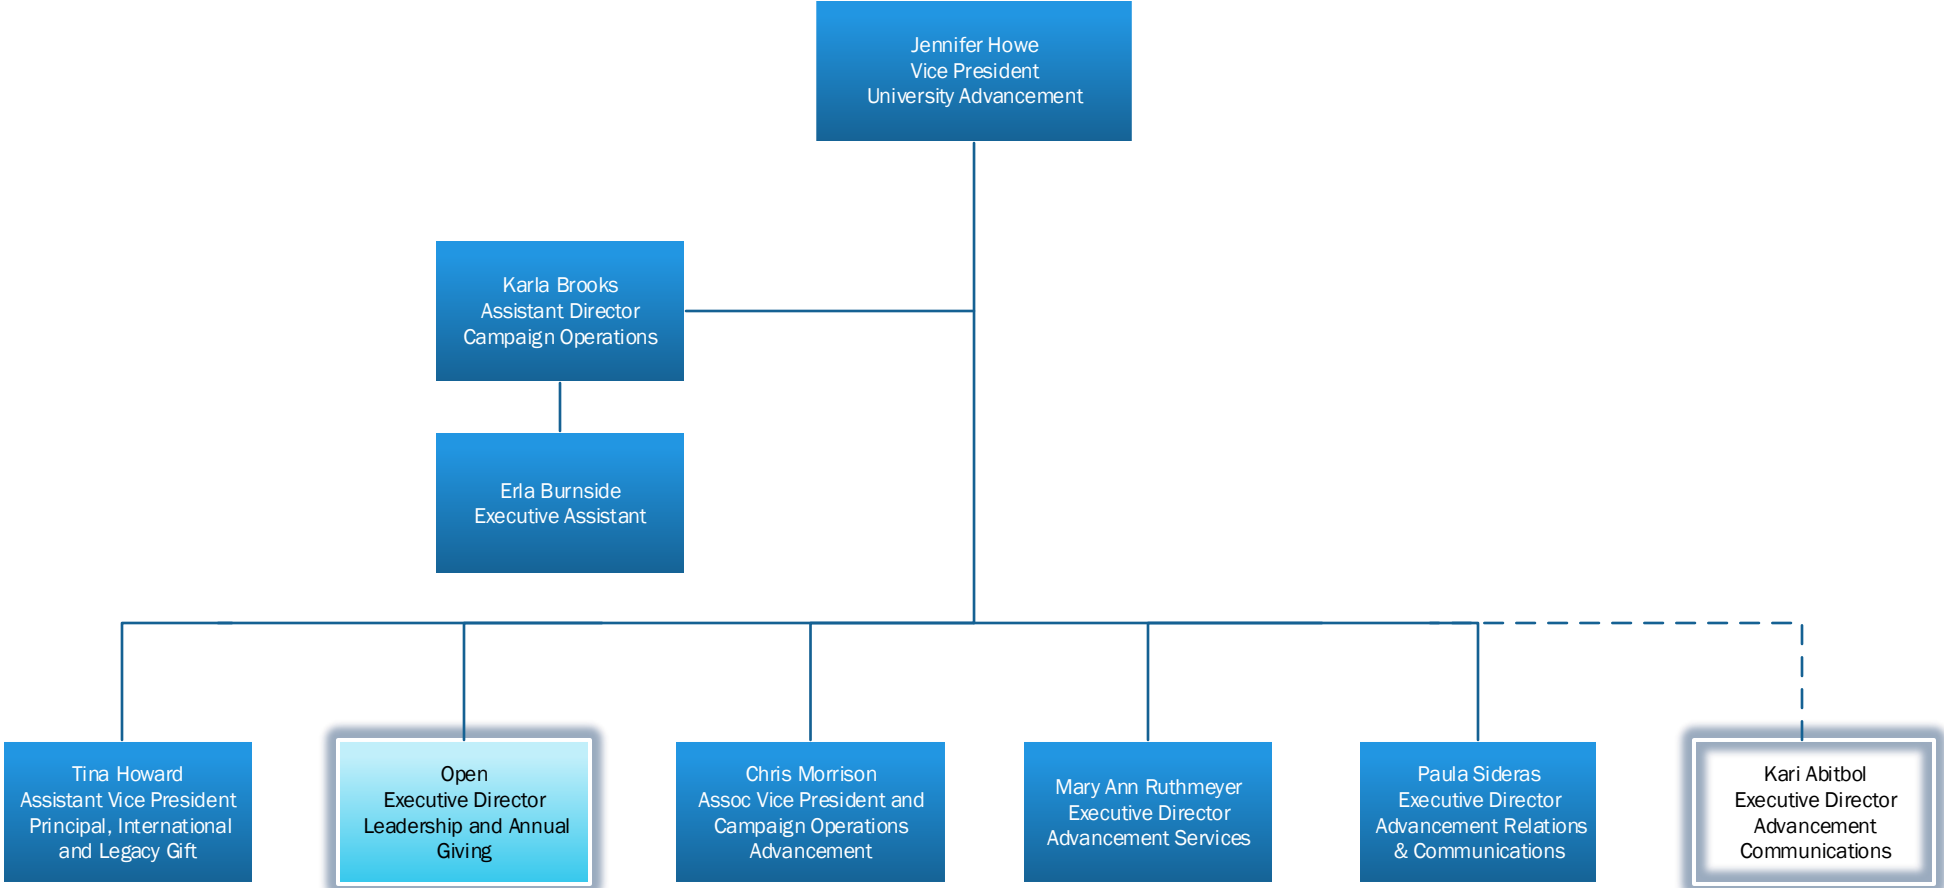 Jennifer Howe
Vice President
University Advancement
Karla Brooks
Assistant Director
Campaign Operations
Erla Burnside
Executive Assistant
Tina Howard
Assistant Vice President
Principal, International
and Legacy Gift
Open
Executive Director
Leadership and Annual
Giving
Chris Morrison
Assoc Vice President and
Campaign Operations
Advancement
Mary Ann Ruthmeyer
Executive Director
Advancement Services
Paula Sideras
Executive Director
Advancement Relations
& Communications
Kari Abitbol
Executive Director
Advancement
Communications